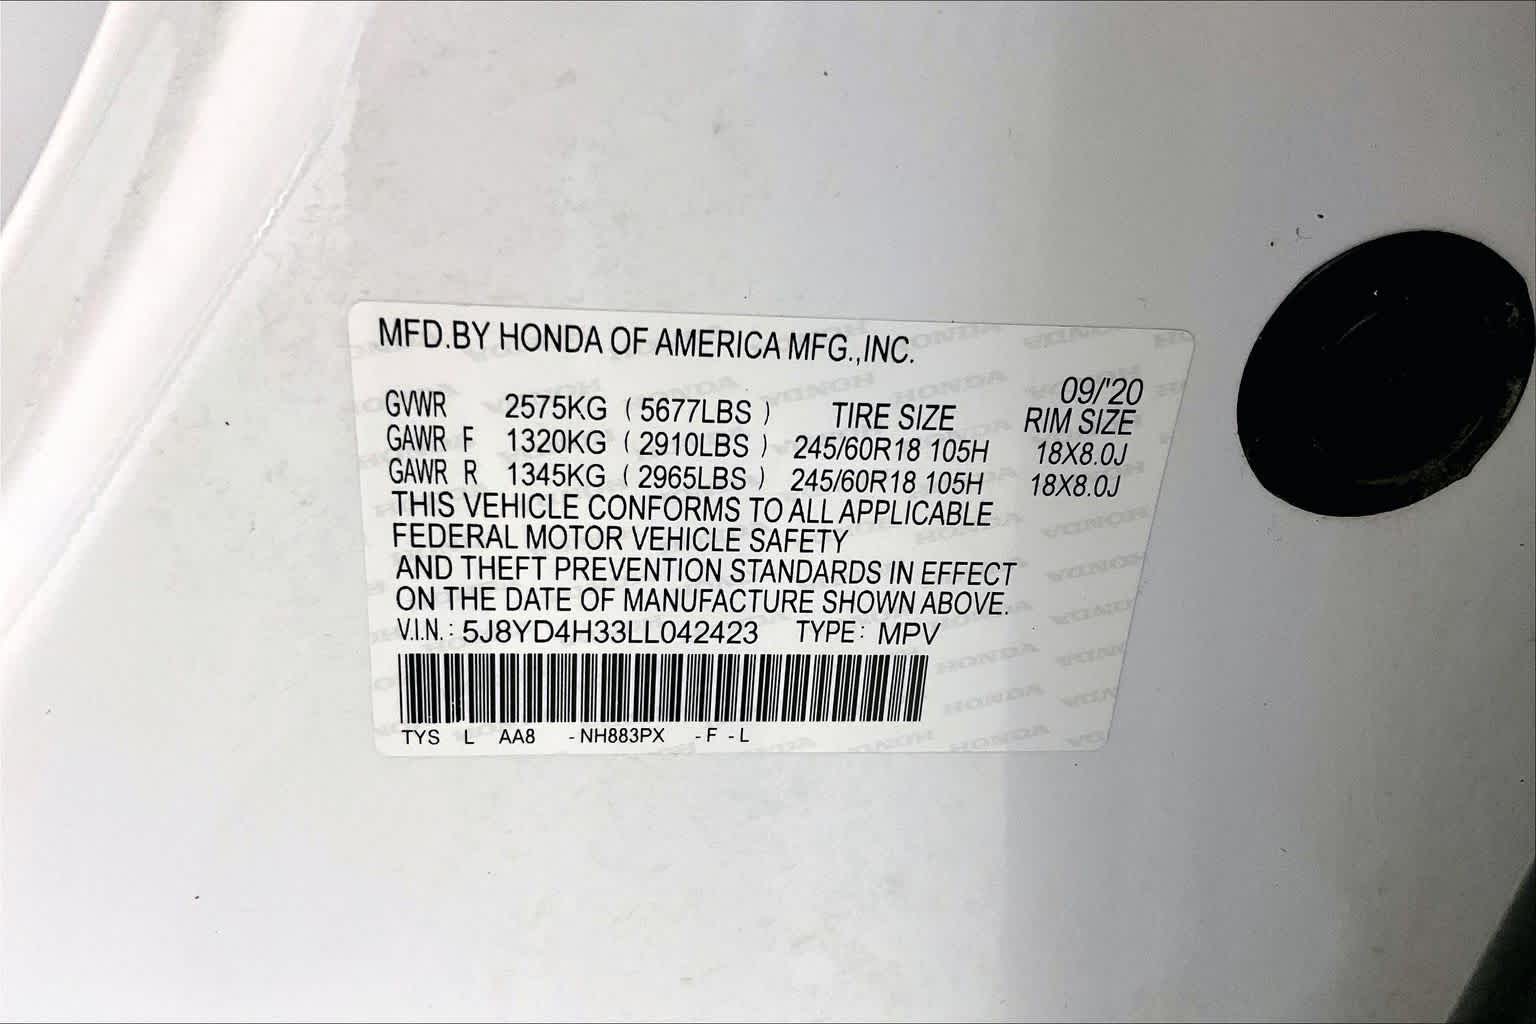 MFD.BY HONDA OF AMERICA MFG.,INC.
09/'20
GVWR 2575KG ( 5677LBS ) TIRE SIZE RIM SIZE
GAWR F 1320KG ( 2910LBS ) 245/60R18 105H 18X8.0J
GAWR R 1345KG ( 2965LBS ) 245/60R18 105H 18X8.0J
THIS VEHICLE CONFORMS TO ALL APPLICABLE
FEDERAL MOTOR VEHICLE SAFETY
AND THEFT PREVENTION STANDARDS IN EFFECT
ON THE DATE OF MANUFACTURE SHOWN ABOVE.
V.I.N.: 5J8YD4H33LL042423 TYPE: MPV
TYS L AA8 - NH883PX - F - L